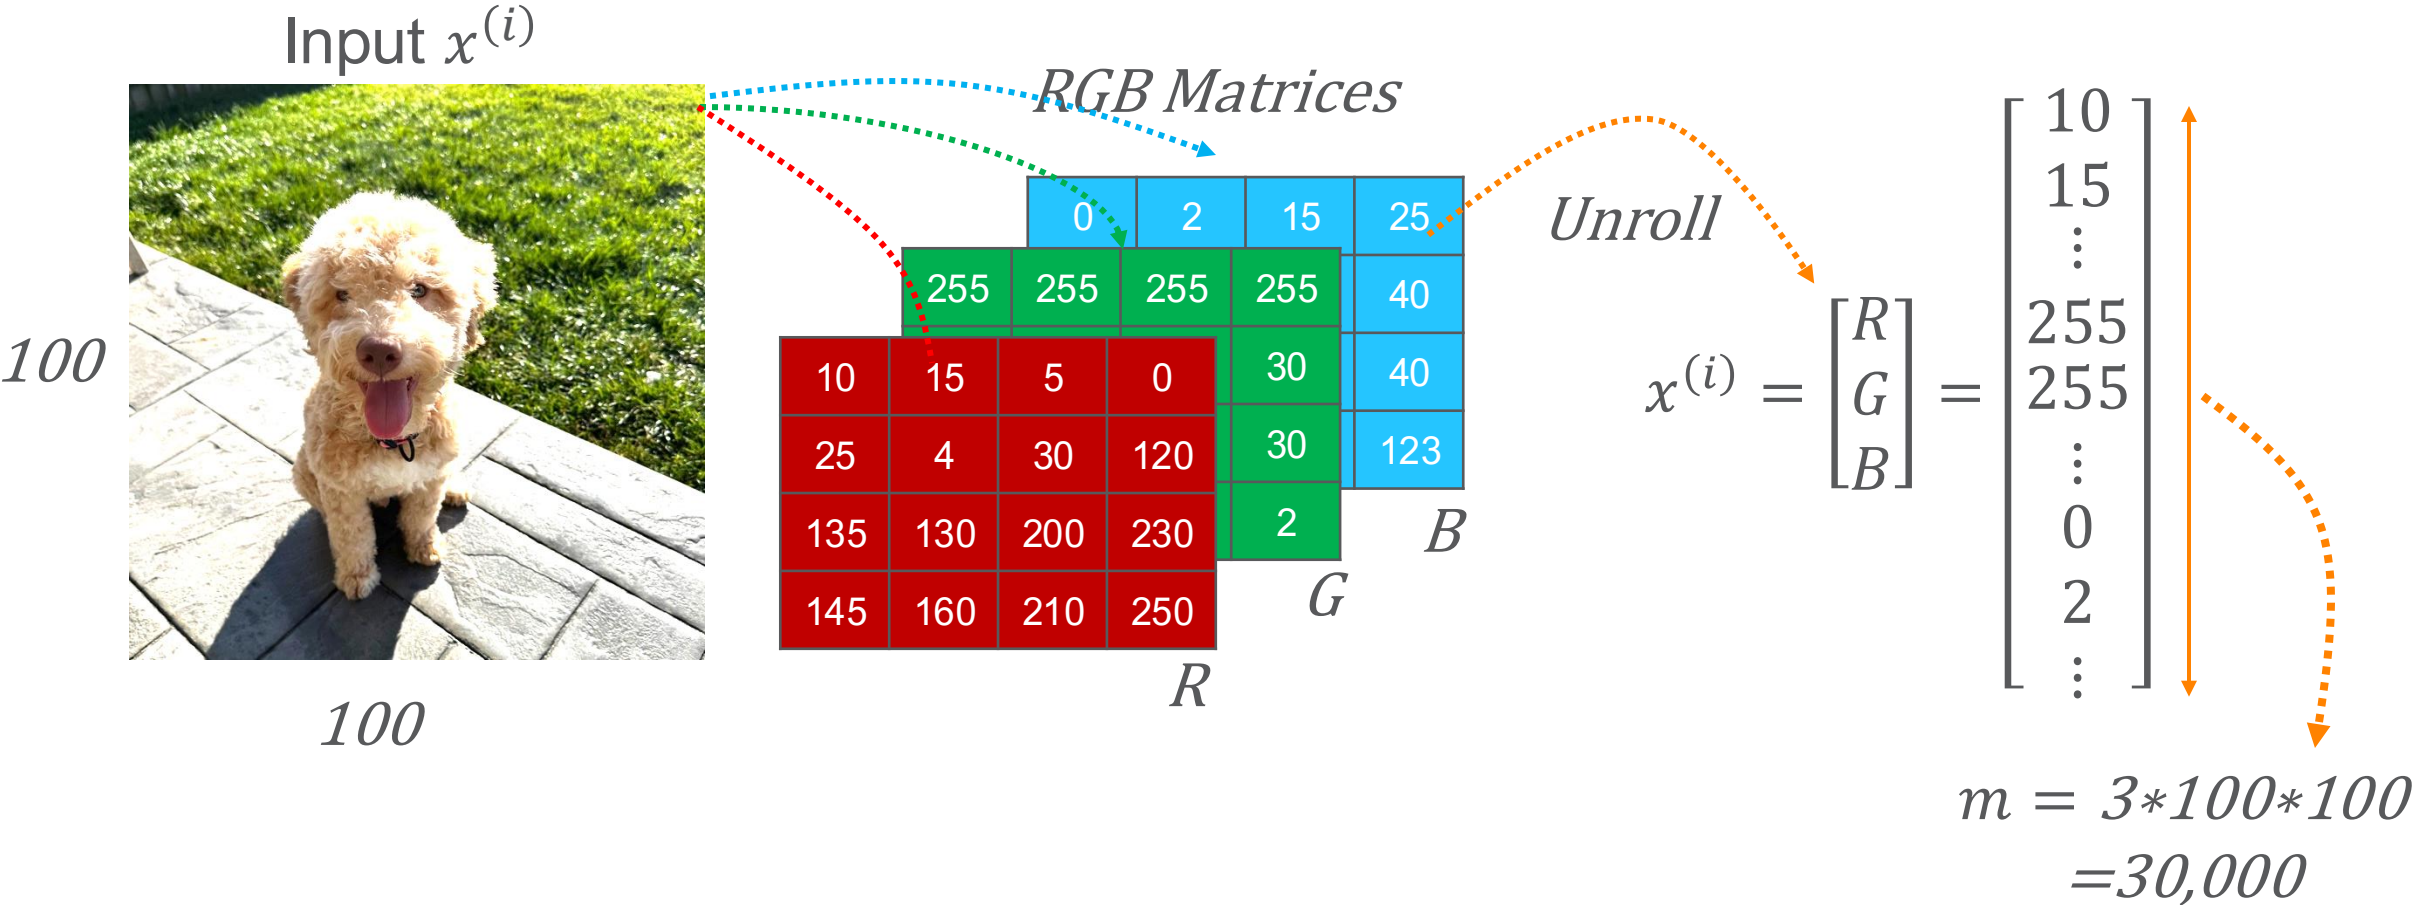 Input x^(i)
100
100
RGB Matrices
0 2 15 25
40
40
123
B
255 255 255 255
30
30
2
G
10 15 5 0
25 4 30 120
135 130 200 230
145 160 210 250
R
Unroll
x^(i) = [R G B] = [10 15 ⋮ 255 255 ⋮ 0 2 ⋮]
m = 3*100*100
=30,000